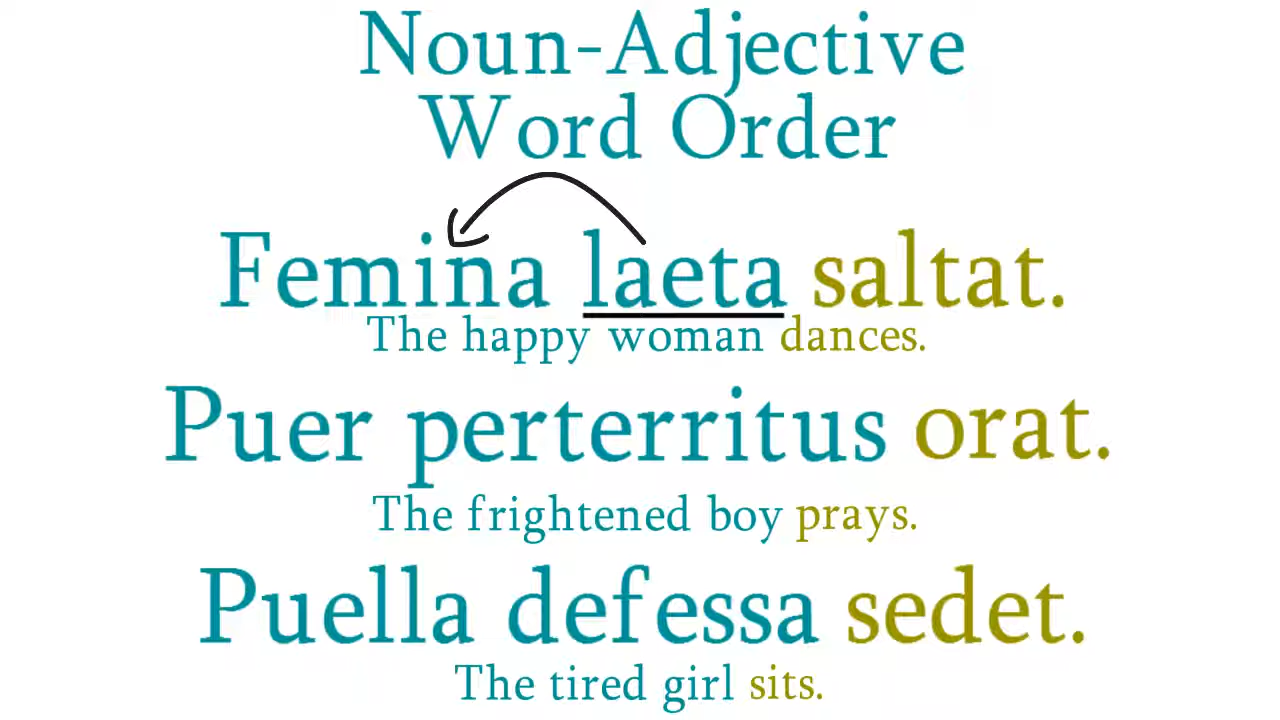 Noun-Adjective
Word Order
Femina laeta saltat.
The happy woman dances.
Puer perterritus orat.
The frightened boy prays.
Puella defessa sedet.
The tired girl sits.